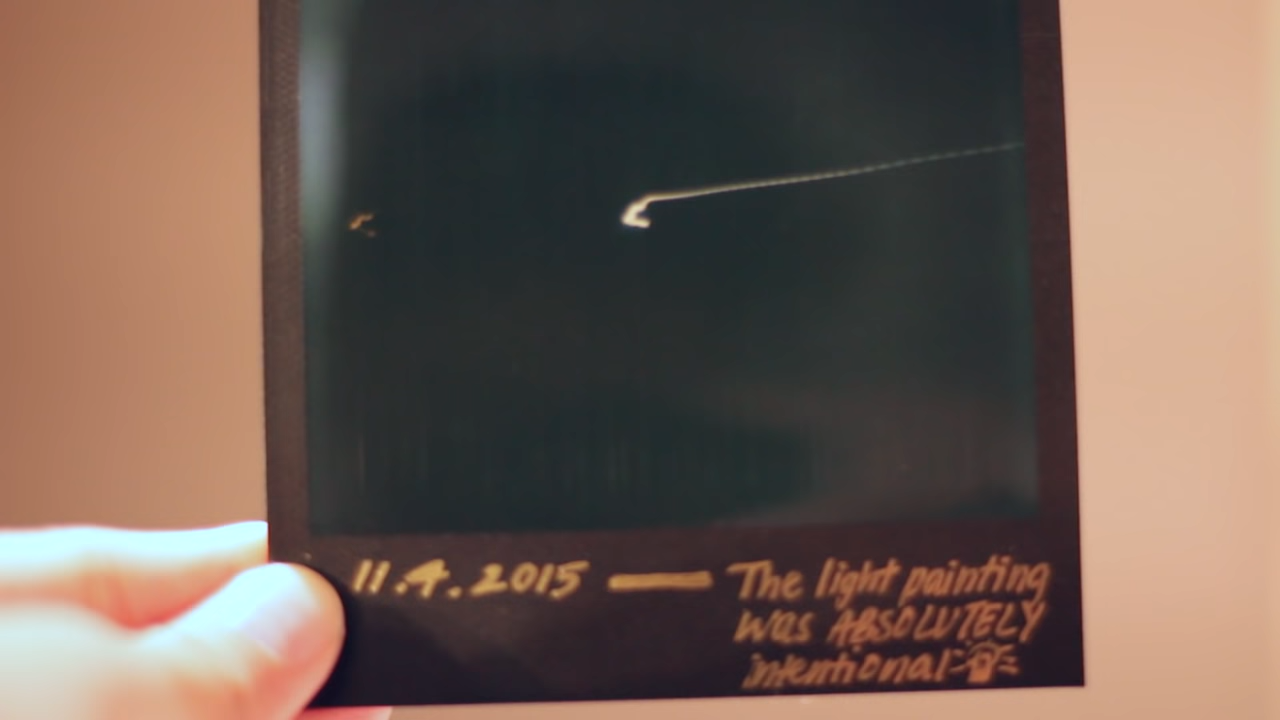 11.4.2015 — The light painting
was ABSOLUTELY
intentional